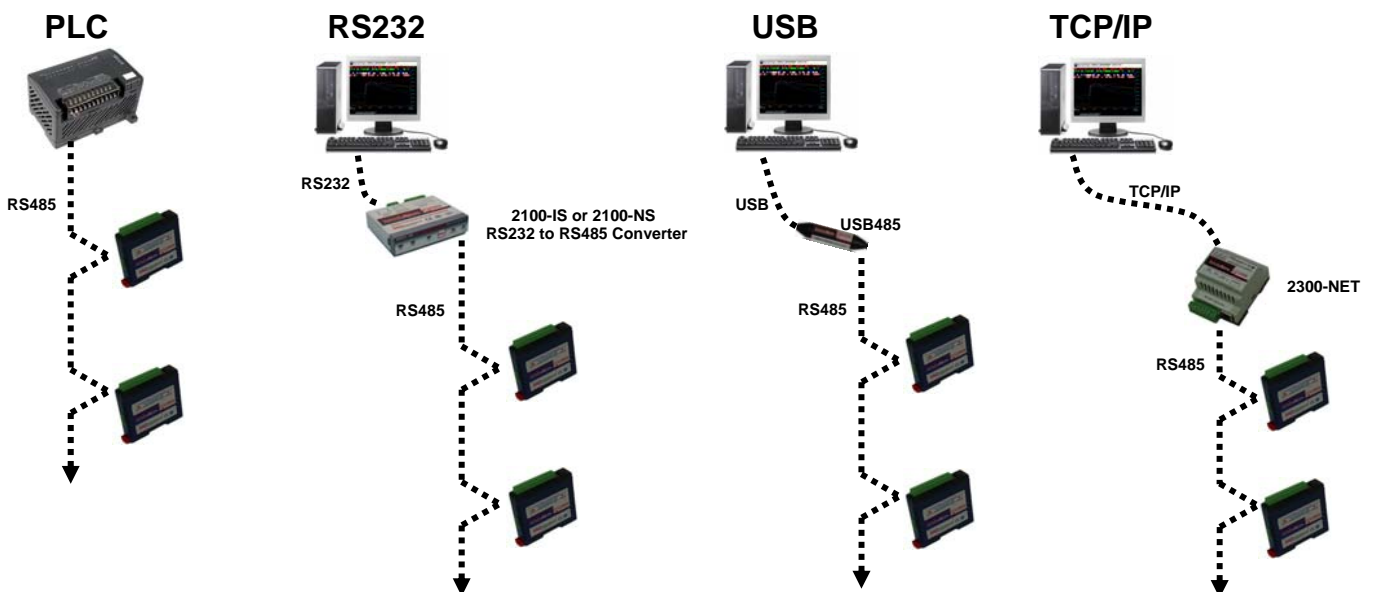 PLC
RS232
USB
TCP/IP
RS485
RS232
2100-IS or 2100-NS
RS232 to RS485 Converter
RS485
USB
USB485
RS485
TCP/IP
2300-NET
RS485